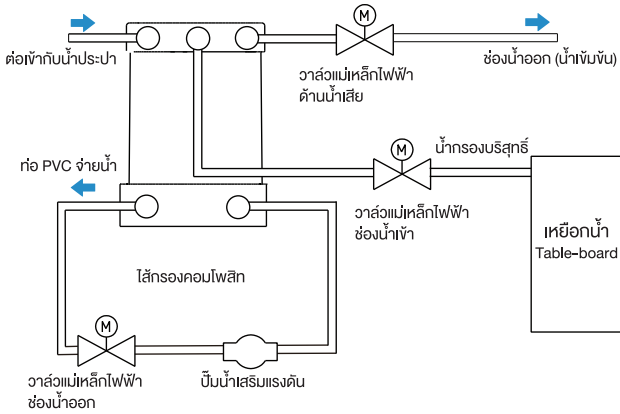 M
ต่อเข้ากับน้ำประปา
วาล์วแม่เหล็กไฟฟ้า
ด้านน้ำเสีย
ช่องน้ำออก (น้ำเข้มข้น)
ท่อ PVC จ่ายน้ำ
M
น้ำกรองบริสุทธิ์
วาล์วแม่เหล็กไฟฟ้า
ช่องน้ำเข้า
เหยือกน้ำ
Table-board
ไส้กรองคอมโพสิท
M
วาล์วแม่เหล็กไฟฟ้า
ช่องน้ำออก
ปั๊มน้ำเสริมแรงดัน